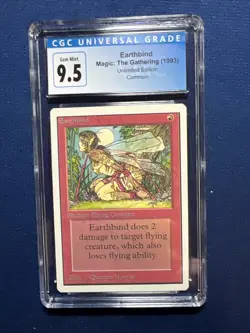 CGC UNIVERSAL GRADE
Gem Mint
9.5
Earthbind
Magic: The Gathering (1993)
Unlimited Edition
Common
Earthbind
Earthbind does 2
damage to target flying
creature, which also
loses flying ability.